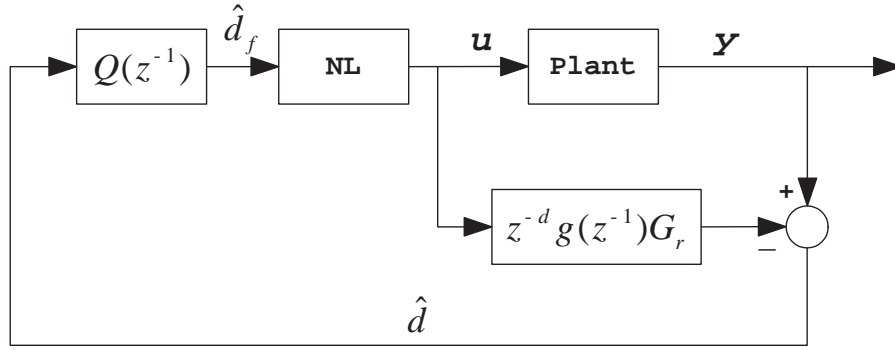 Q(z⁻¹)
d̂_f
NL
u
Plant
y
+
z⁻ᵈ g(z⁻¹)G_r
−
d̂